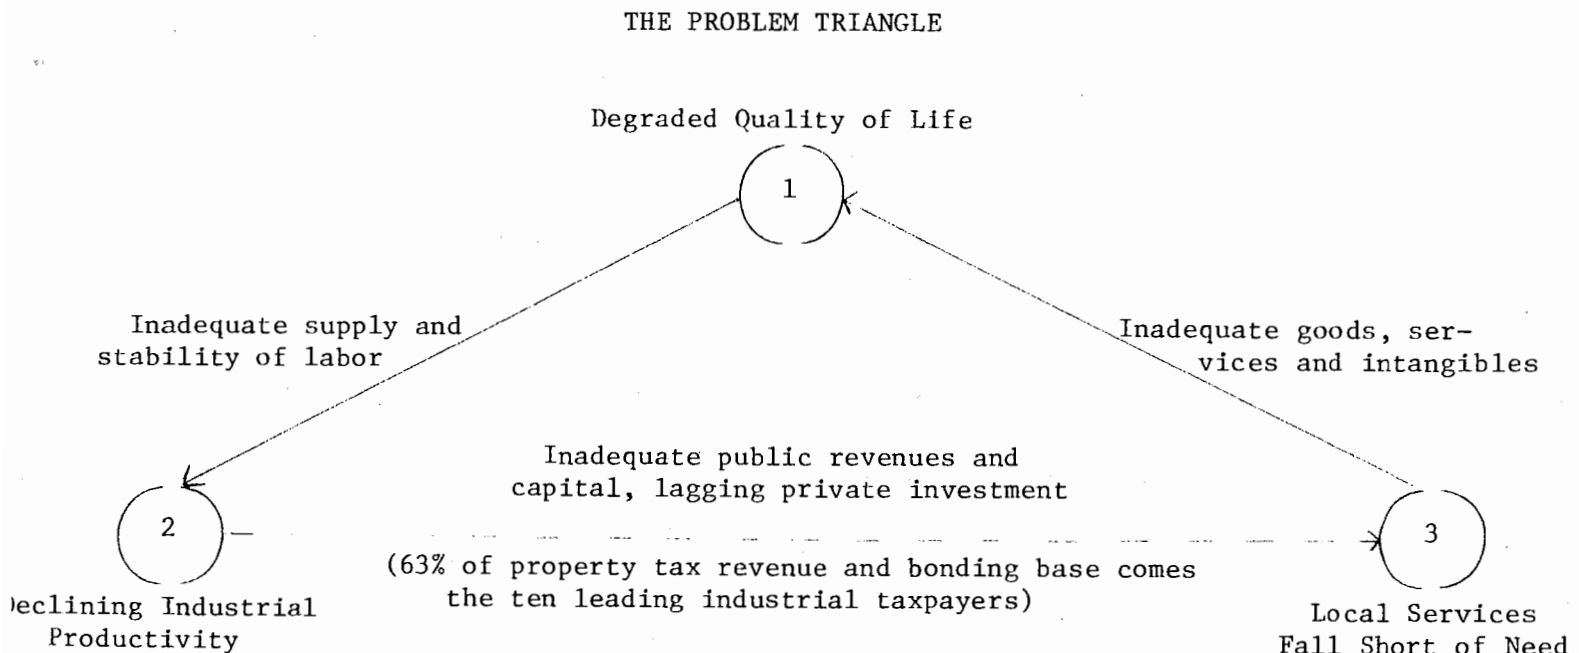 THE PROBLEM TRIANGLE
Degraded Quality of Life
1
Inadequate supply and
stability of labor
Inadequate goods, ser-
vices and intangibles
Inadequate public revenues and
capital, lagging private investment
2
3
(63% of property tax revenue and bonding base comes
the ten leading industrial taxpayers)
Declining Industrial
Productivity
Local Services
Fall Short of Need